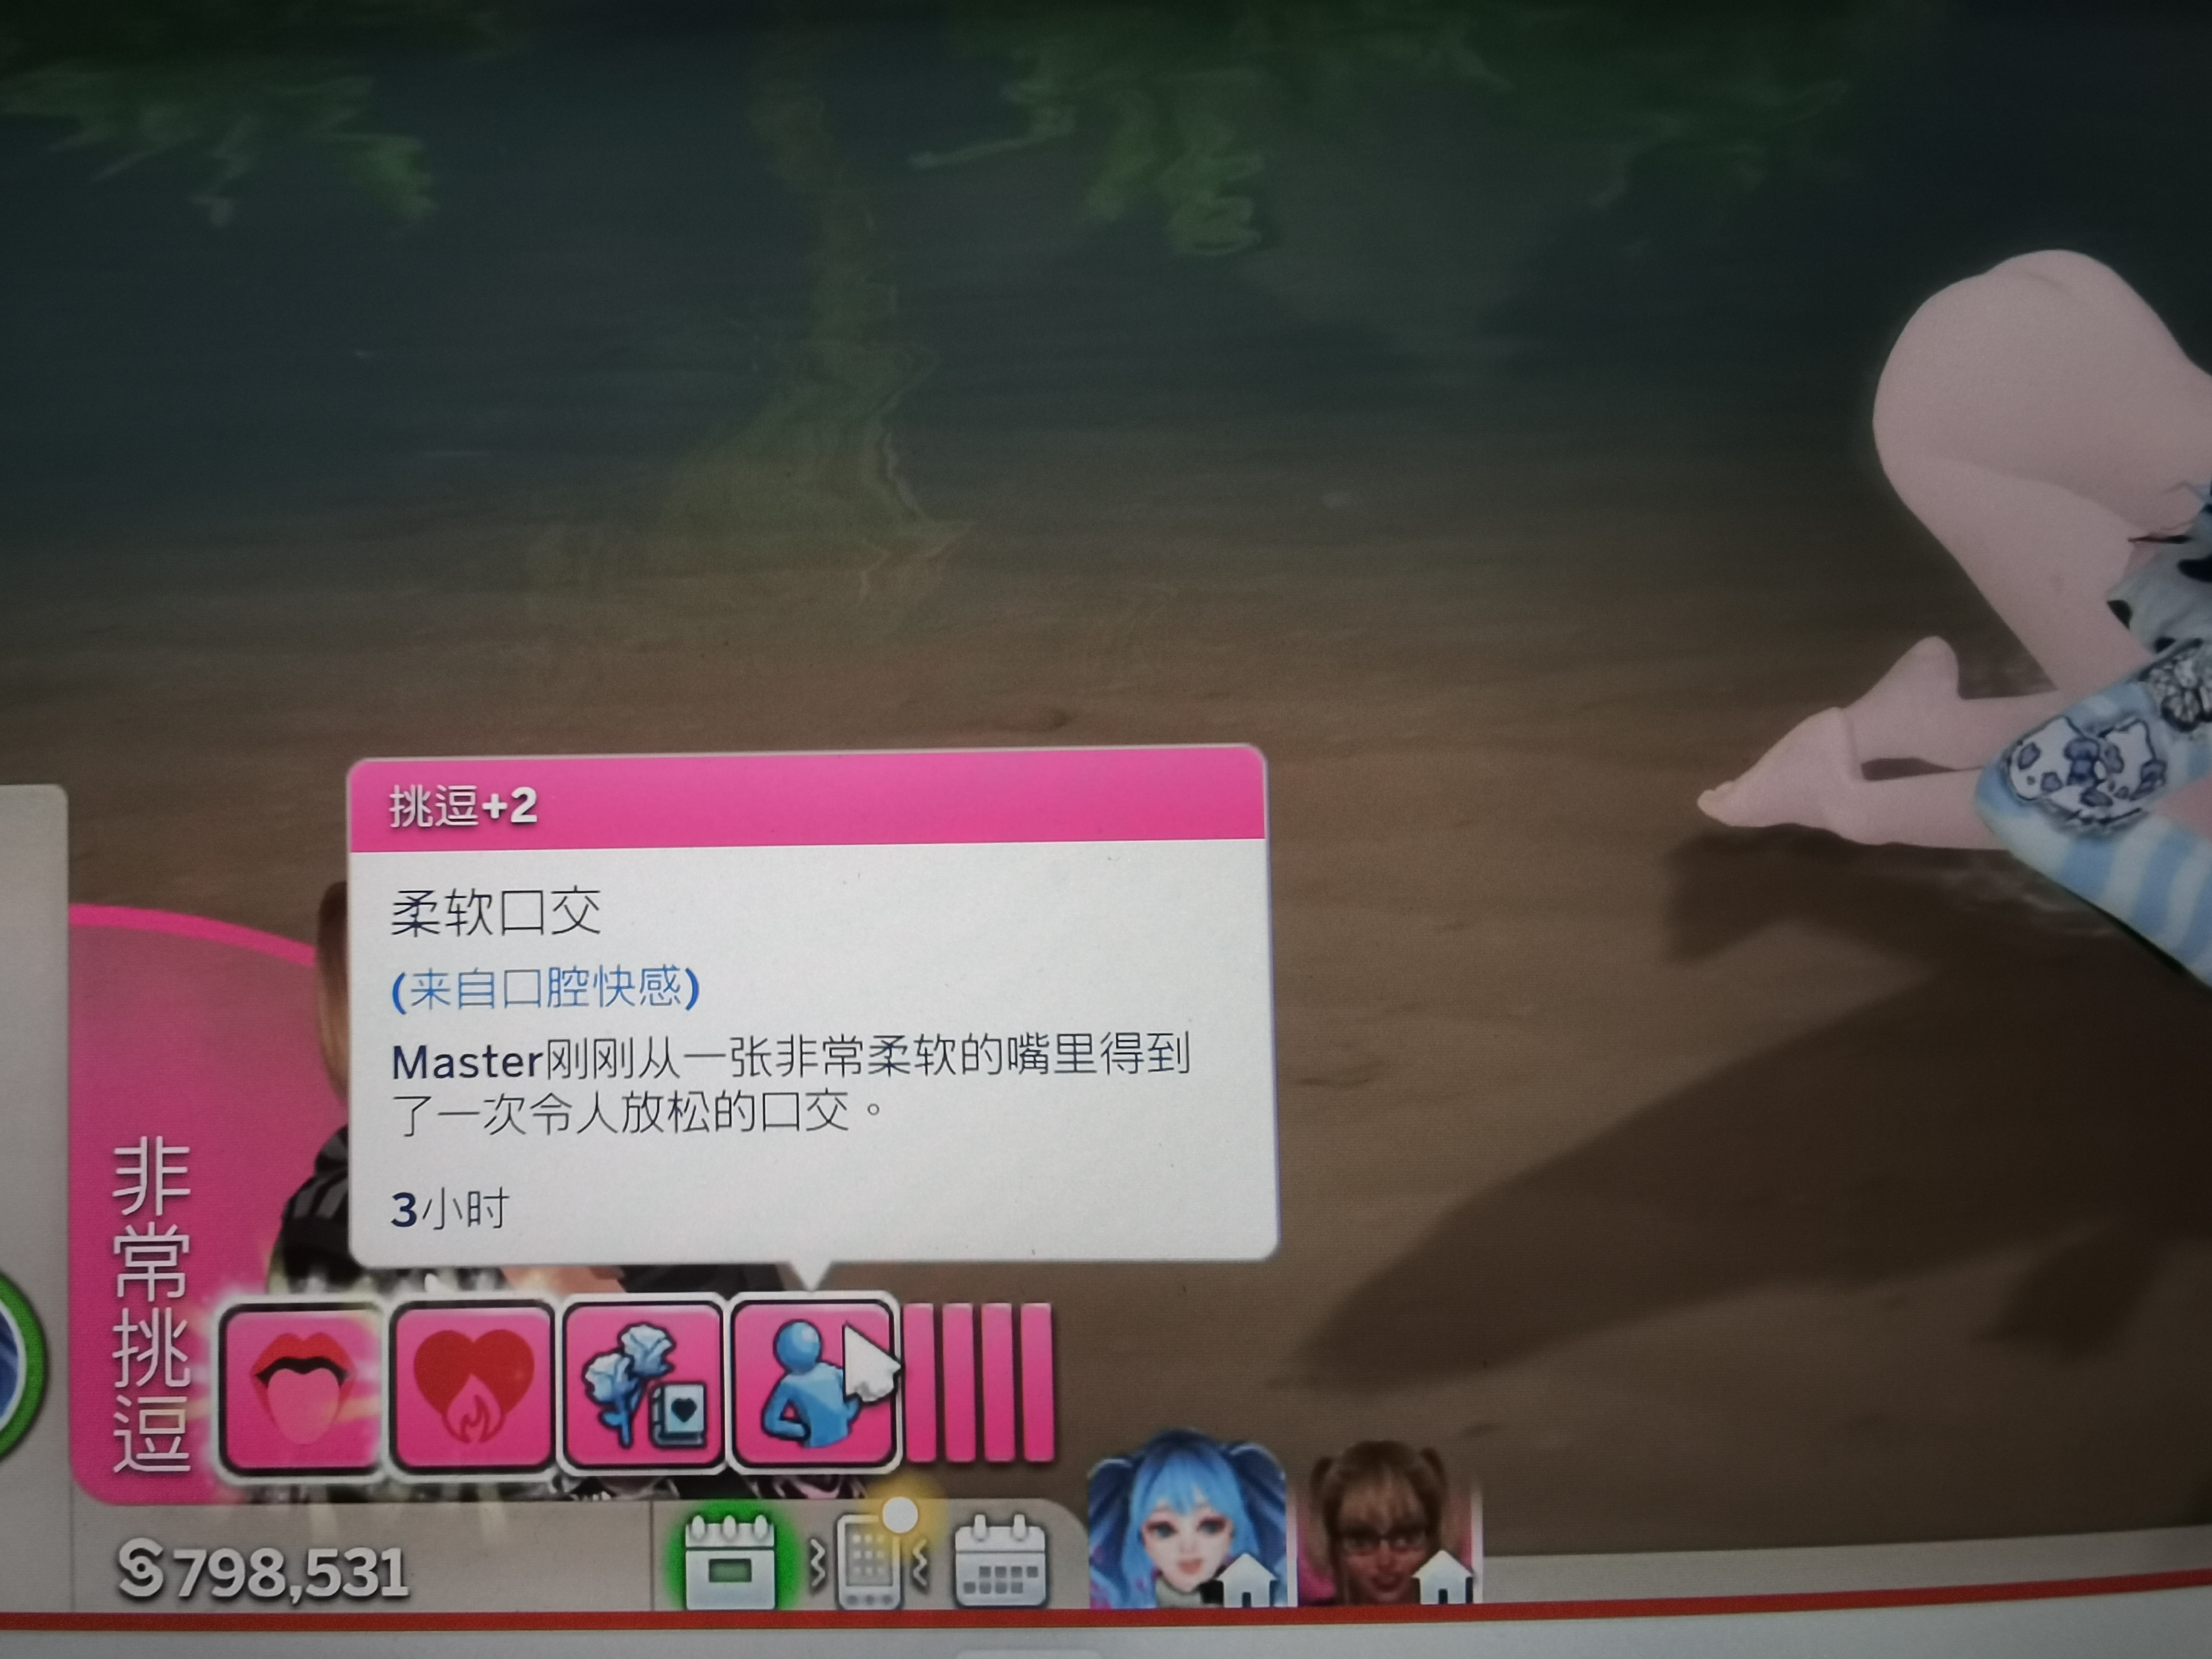 挑逗+2
柔软口交
(来自口腔快感)
Master刚刚从一张非常柔软的嘴里得到
了一次令人放松的口交。
3小时
非常挑逗
§798,531